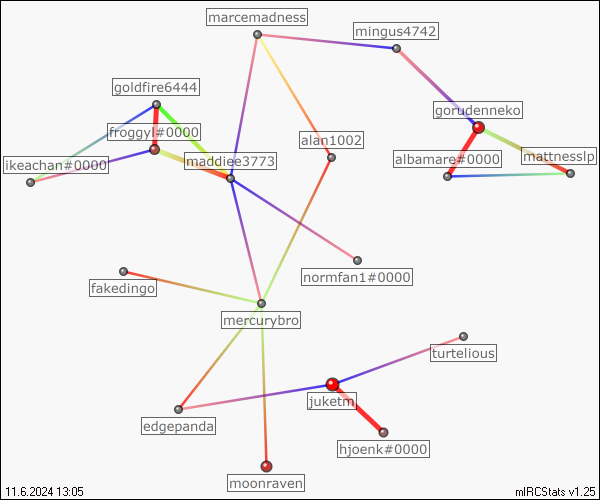 marcemadness
mingus4742
goldfire6444
gorudenneko
froggyl#0000
alan1002
ikeachan#0000
maddiee3773
albamare#0000
mattnesslp
normfan1#0000
fakedingo
mercurybro
turtelious
juketm
edgepanda
hjoenk#0000
moonraven
11.6.2024 13:05
mIRCStats v1.25